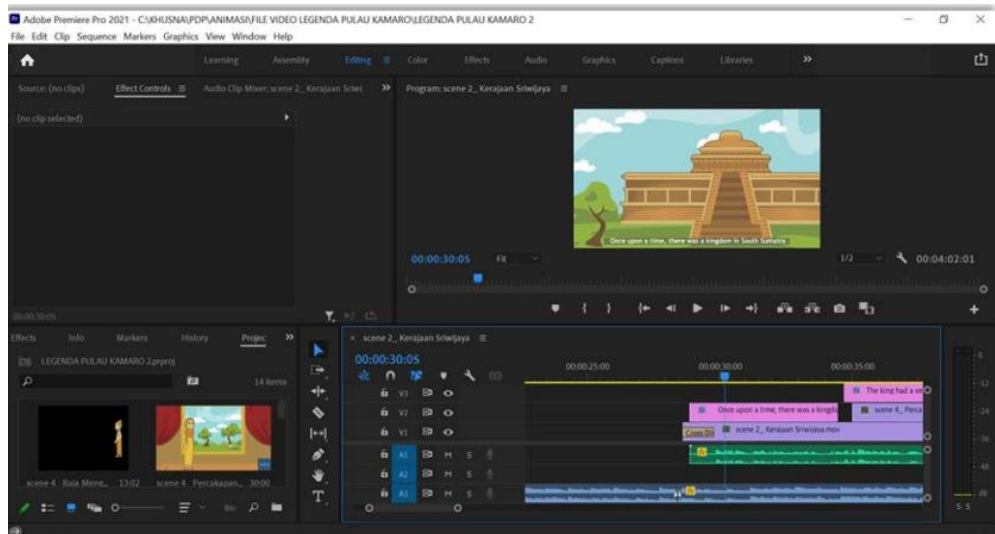 Adobe Premiere Pro 2021 - C:\KHUSNA\PDP\ANIMASI\FILE VIDEO LEGENDA PULAU KAMARO\LEGENDA PULAU KAMARO 2
File Edit Clip Sequence Markers Graphics View Window Help
Learning Assembly Editing Color Effects Audio Graphics Captions Libraries
Source: (no clips) Effect Controls Audio Clip Mixer: scene 2_ Kerajaan Sriwi
(no clip selected)
00:00:30:05
Program: scene 2_ Kerajaan Sriwijaya
Once upon a time, there was a kingdom in South Sumatra
00:00:30:05 Fit 1/2 00:04:02:01
Effects Info Markers History Projec
LEGENDA PULAU KAMARO 2.prproj
14 Items
scene 4_ Raja Meng... 13:02 scene 4_ Percakapan... 30:00
scene 2_ Kerajaan Sriwijaya
00:00:30:05
00:00:25:00 00:00:30:00 00:00:35:00
V3 The king had a ve
V2 Once upon a time, there was a kingdo scene 4_ Perca
V1 Cross Di scene 2_ Kerajaan Sriwijaya.mov
A1 M S
A2 M S
A3 M S
0
-12
-24
-36
-48
dB
S S